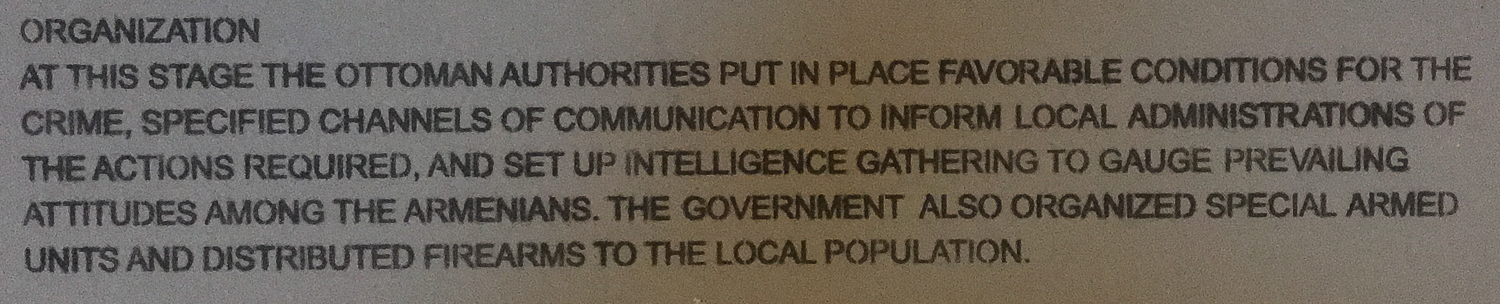 ORGANIZATION
AT THIS STAGE THE OTTOMAN AUTHORITIES PUT IN PLACE FAVORABLE CONDITIONS FOR THE
CRIME, SPECIFIED CHANNELS OF COMMUNICATION TO INFORM LOCAL ADMINISTRATIONS OF
THE ACTIONS REQUIRED, AND SET UP INTELLIGENCE GATHERING TO GAUGE PREVAILING
ATTITUDES AMONG THE ARMENIANS. THE GOVERNMENT ALSO ORGANIZED SPECIAL ARMED
UNITS AND DISTRIBUTED FIREARMS TO THE LOCAL POPULATION.